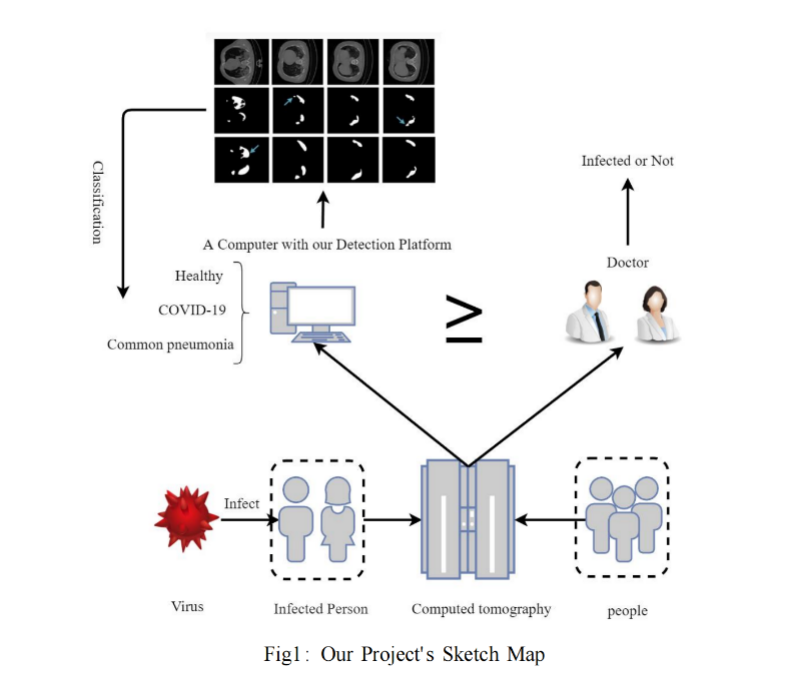 Classification
Infected or Not
A Computer with our Detection Platform
Doctor
Healthy
COVID-19
≥
Common pneumonia
Infect
Virus
Infected Person
Computed tomography
people
Fig1: Our Project's Sketch Map